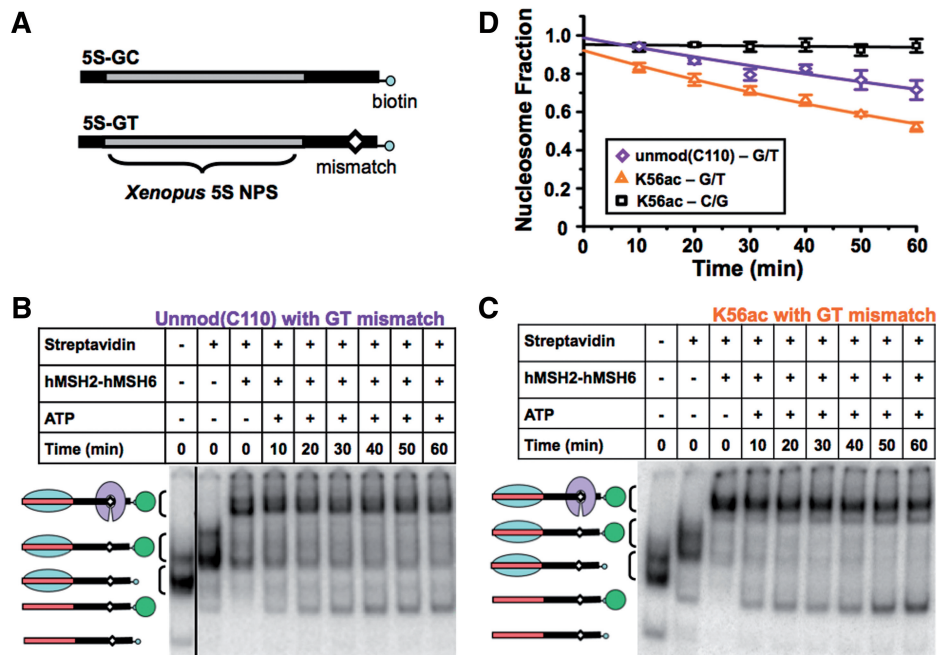 A
5S-GC
biotin
5S-GT
mismatch
Xenopus 5S NPS
D
Nucleosome Fraction
1.0
0.8
0.6
0.4
0.2
0
unmod(C110) – G/T
K56ac – G/T
K56ac – C/G
0 10 20 30 40 50 60
Time (min)
B
Unmod(C110) with GT mismatch
Streptavidin - + + + + + + + +
hMSH2-hMSH6 - - + + + + + + +
ATP - - - + + + + + +
Time (min) 0 0 0 10 20 30 40 50 60
C
K56ac with GT mismatch
Streptavidin - + + + + + + + +
hMSH2-hMSH6 - - + + + + + + +
ATP - - - + + + + + +
Time (min) 0 0 0 10 20 30 40 50 60